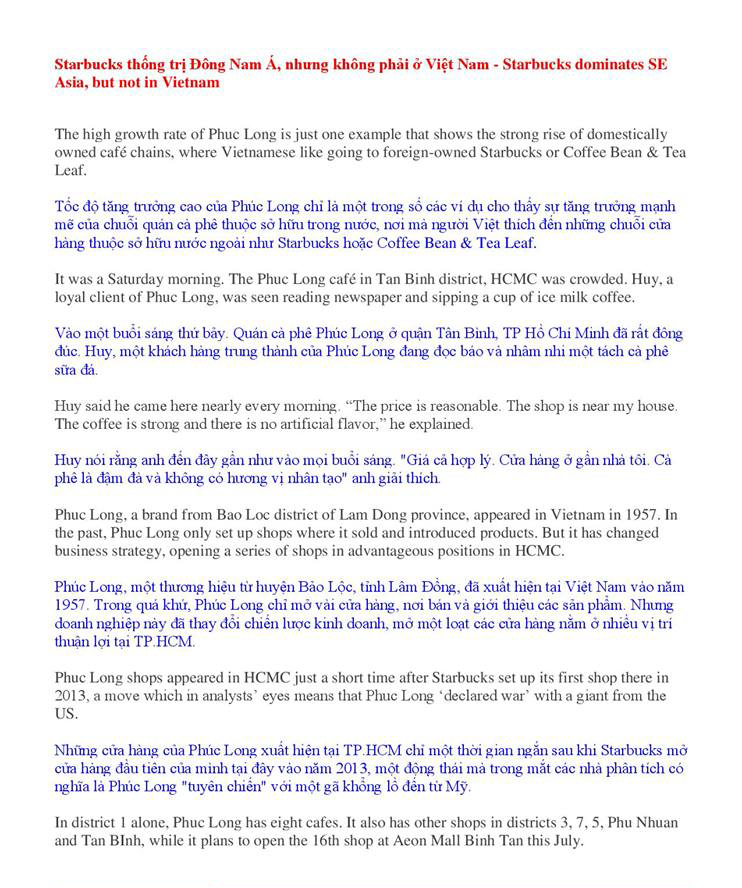 Starbucks thống trị Đông Nam Á, nhưng không phải ở Việt Nam - Starbucks dominates SE
Asia, but not in Vietnam
The high growth rate of Phuc Long is just one example that shows the strong rise of domestically
owned café chains, where Vietnamese like going to foreign-owned Starbucks or Coffee Bean & Tea
Leaf.
Tốc độ tăng trưởng cao của Phúc Long chỉ là một trong số các ví dụ cho thấy sự tăng trưởng mạnh
mẽ của chuỗi quán cà phê thuộc sở hữu trong nước, nơi mà người Việt thích đến những chuỗi cửa
hàng thuộc sở hữu nước ngoài như Starbucks hoặc Coffee Bean & Tea Leaf.
It was a Saturday morning. The Phuc Long café in Tan Binh district, HCMC was crowded. Huy, a
loyal client of Phuc Long, was seen reading newspaper and sipping a cup of ice milk coffee.
Vào một buổi sáng thứ bảy. Quán cà phê Phúc Long ở quận Tân Bình, TP Hồ Chí Minh đã rất đông
đúc. Huy, một khách hàng trung thành của Phúc Long đang đọc báo và nhâm nhi một tách cà phê
sữa đá.
Huy said he came here nearly every morning. “The price is reasonable. The shop is near my house.
The coffee is strong and there is no artificial flavor,” he explained.
Huy nói rằng anh đến đây gần như vào mọi buổi sáng. "Giá cả hợp lý. Cửa hàng ở gần nhà tôi. Cà
phê là đậm đà và không có hương vị nhân tạo" anh giải thích.
Phuc Long, a brand from Bao Loc district of Lam Dong province, appeared in Vietnam in 1957. In
the past, Phuc Long only set up shops where it sold and introduced products. But it has changed
business strategy, opening a series of shops in advantageous positions in HCMC.
Phúc Long, một thương hiệu từ huyện Bảo Lộc, tỉnh Lâm Đồng, đã xuất hiện tại Việt Nam vào năm
1957. Trong quá khứ, Phúc Long chỉ mở vài cửa hàng, nơi bán và giới thiệu các sản phẩm. Nhưng
doanh nghiệp này đã thay đổi chiến lược kinh doanh, mở một loạt các cửa hàng nằm ở nhiều vị trí
thuận lợi tại TP.HCM.
Phuc Long shops appeared in HCMC just a short time after Starbucks set up its first shop there in
2013, a move which in analysts’ eyes means that Phuc Long ‘declared war’ with a giant from the
US.
Những cửa hàng của Phúc Long xuất hiện tại TP.HCM chỉ một thời gian ngắn sau khi Starbucks mở
cửa hàng đầu tiên của mình tại đây vào năm 2013, một động thái mà trong mắt các nhà phân tích có
nghĩa là Phúc Long "tuyên chiến" với một gã khổng lồ đến từ Mỹ.
In district 1 alone, Phuc Long has eight cafes. It also has other shops in districts 3, 7, 5, Phu Nhuan
and Tan BInh, while it plans to open the 16th shop at Aeon Mall Binh Tan this July.